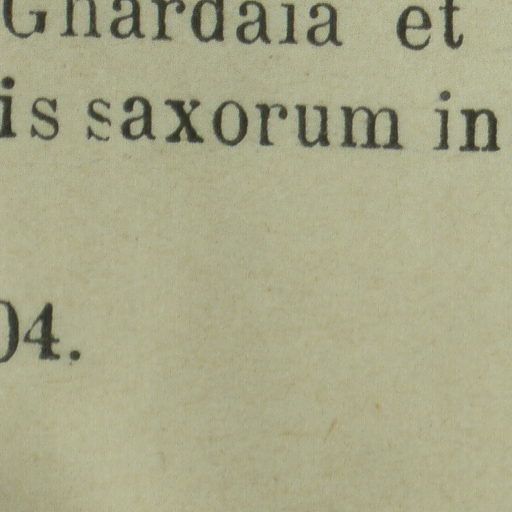 Ghardaia et
is saxorum in
04.